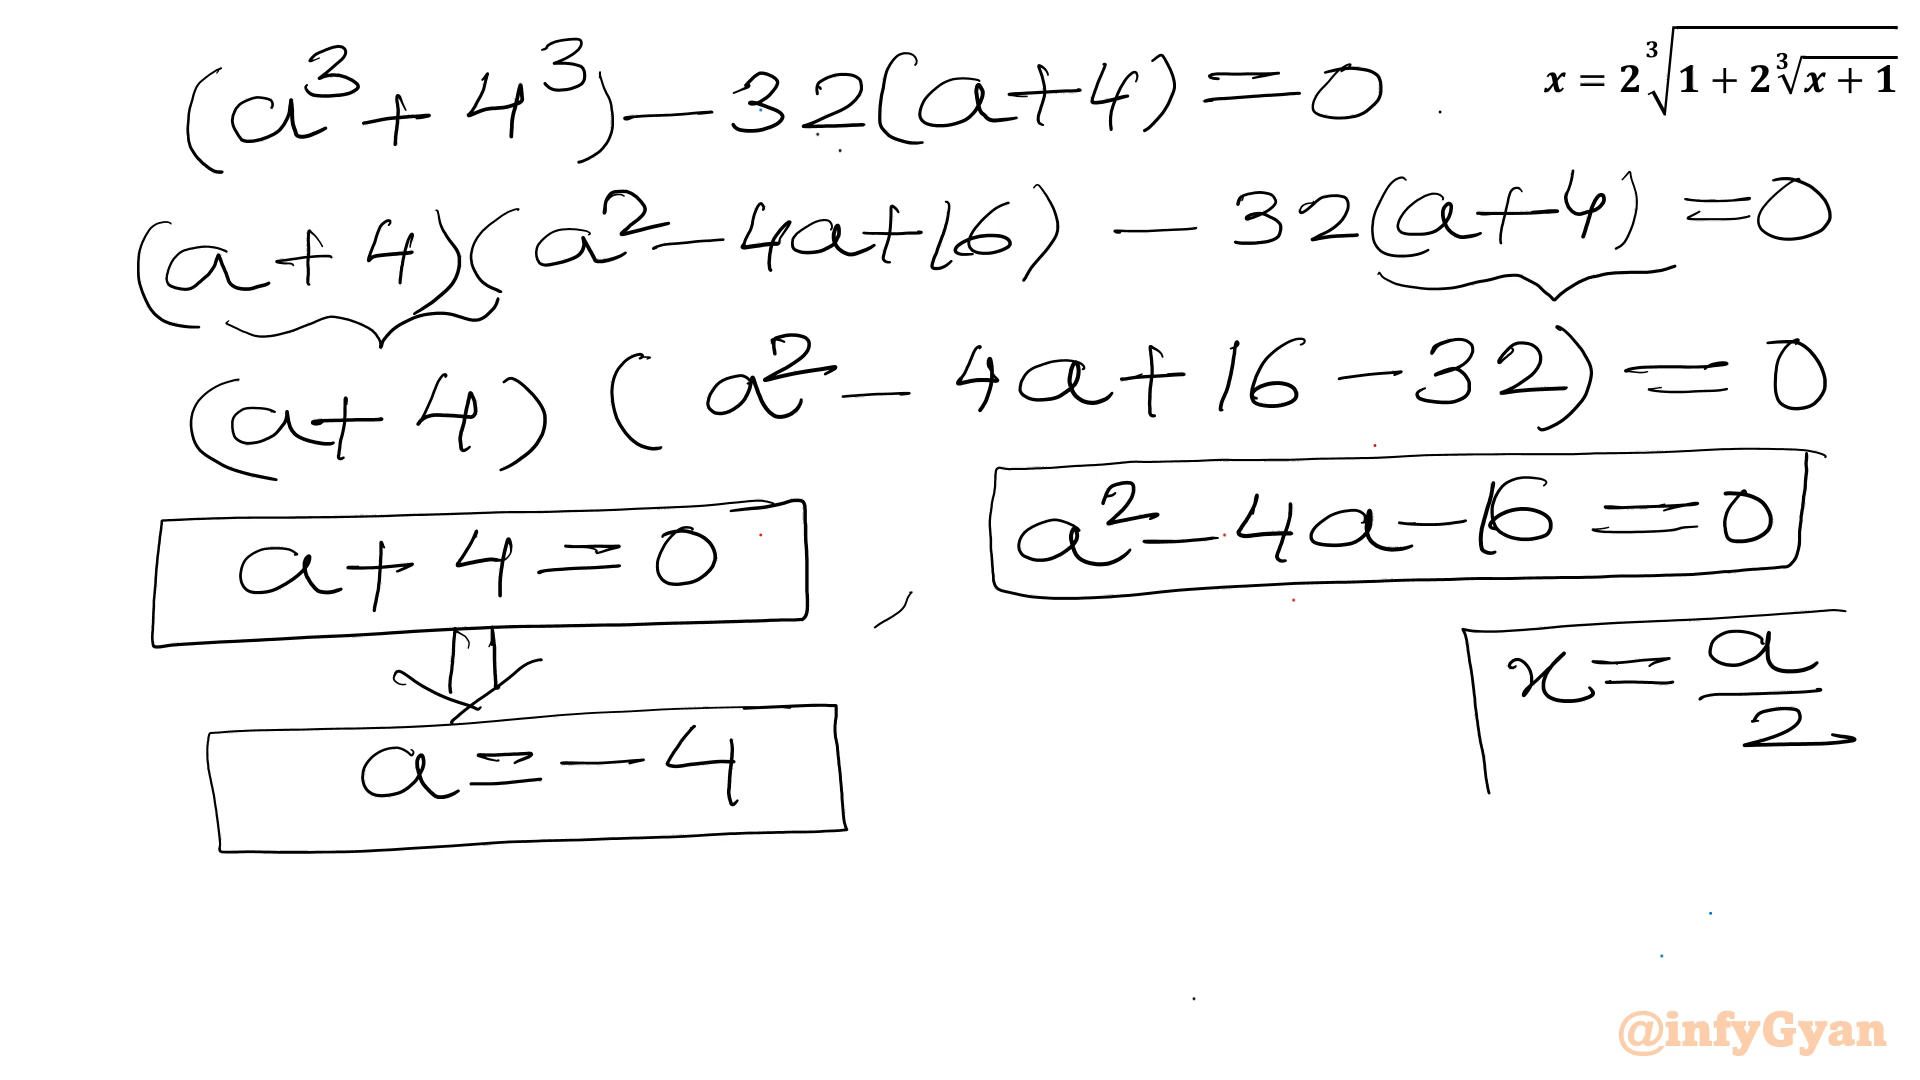 x = 2∛(1 + 2∛(x + 1))
(a³ + 4³) – 32(a+4) = 0
(a+4)(a² – 4a+16) – 32(a+4) = 0
(a+4) (a² – 4a+16 – 32) = 0
a+4 = 0 , a² – 4a – 16 = 0
a = – 4
x = a/2
@infyGyan